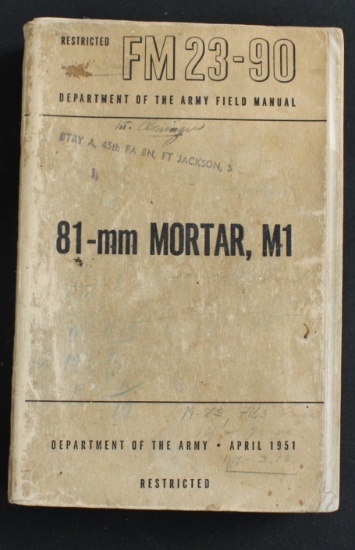 RESTRICTED
FM 23-90
DEPARTMENT OF THE ARMY FIELD MANUAL
BTRY A, 45th FA BN, FT JACKSON, S
81-mm MORTAR, M1
DEPARTMENT OF THE ARMY • APRIL 1951
RESTRICTED